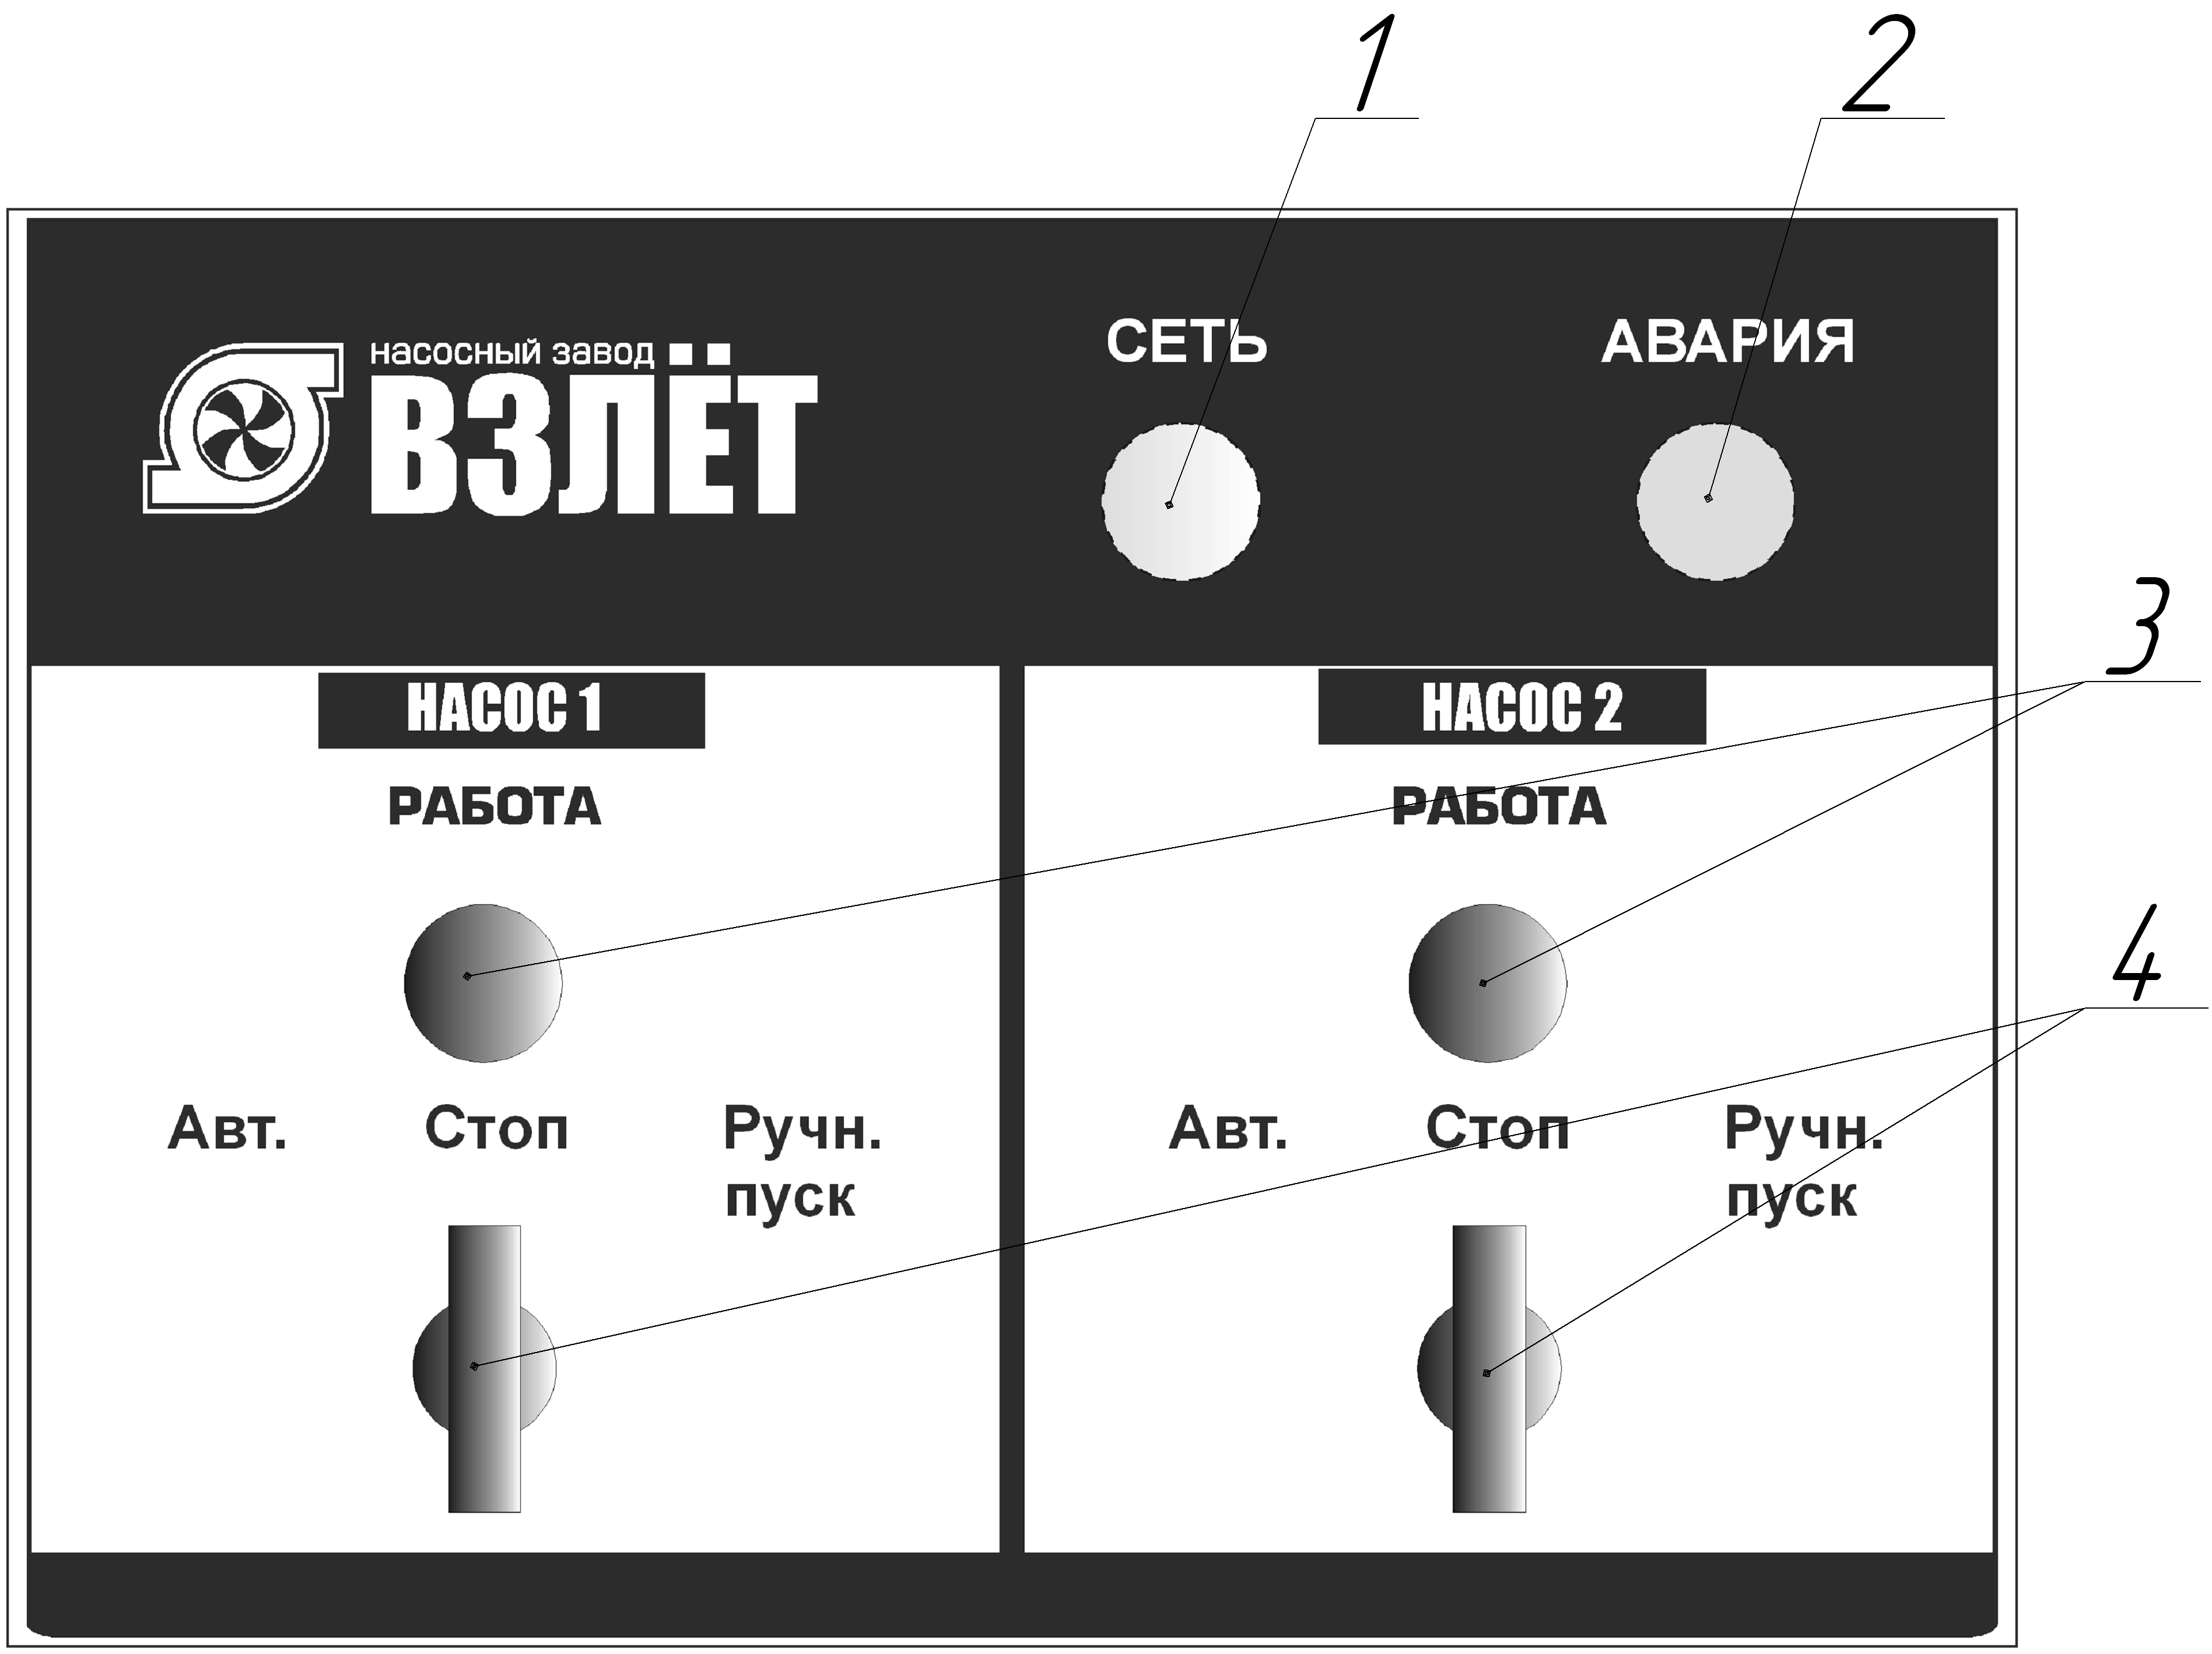 1 2
насосный завод
ВЗЛЁТ
СЕТЬ АВАРИЯ
3
НАСОС 1 НАСОС 2
РАБОТА РАБОТА
4
Авт. Стоп Ручн. Авт. Стоп Ручн.
пуск пуск